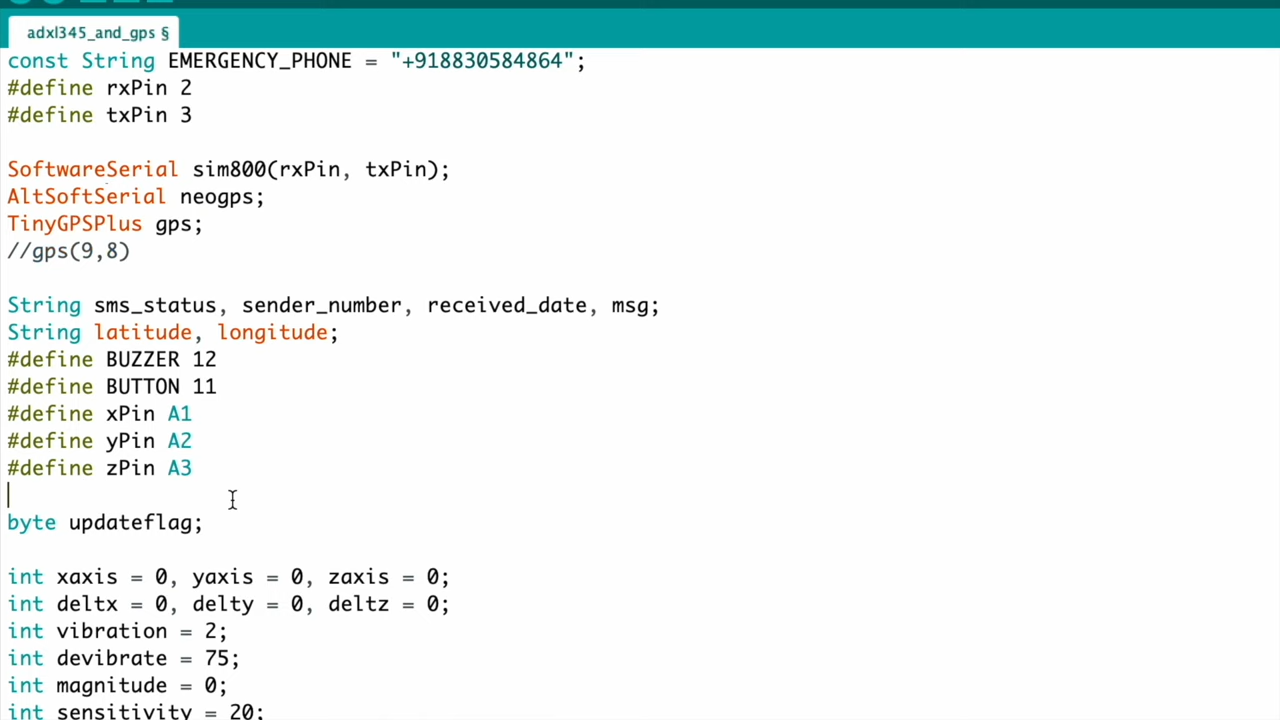 adxl345_and_gps §
const String EMERGENCY_PHONE = "+918830584864";
#define rxPin 2
#define txPin 3
SoftwareSerial sim800(rxPin, txPin);
AltSoftSerial neogps;
TinyGPSPlus gps;
//gps(9,8)
String sms_status, sender_number, received_date, msg;
String latitude, longitude;
#define BUZZER 12
#define BUTTON 11
#define xPin A1
#define yPin A2
#define zPin A3
byte updateflag;
int xaxis = 0, yaxis = 0, zaxis = 0;
int deltx = 0, delty = 0, deltz = 0;
int vibration = 2;
int devibrate = 75;
int magnitude = 0;
int sensitivity = 20;